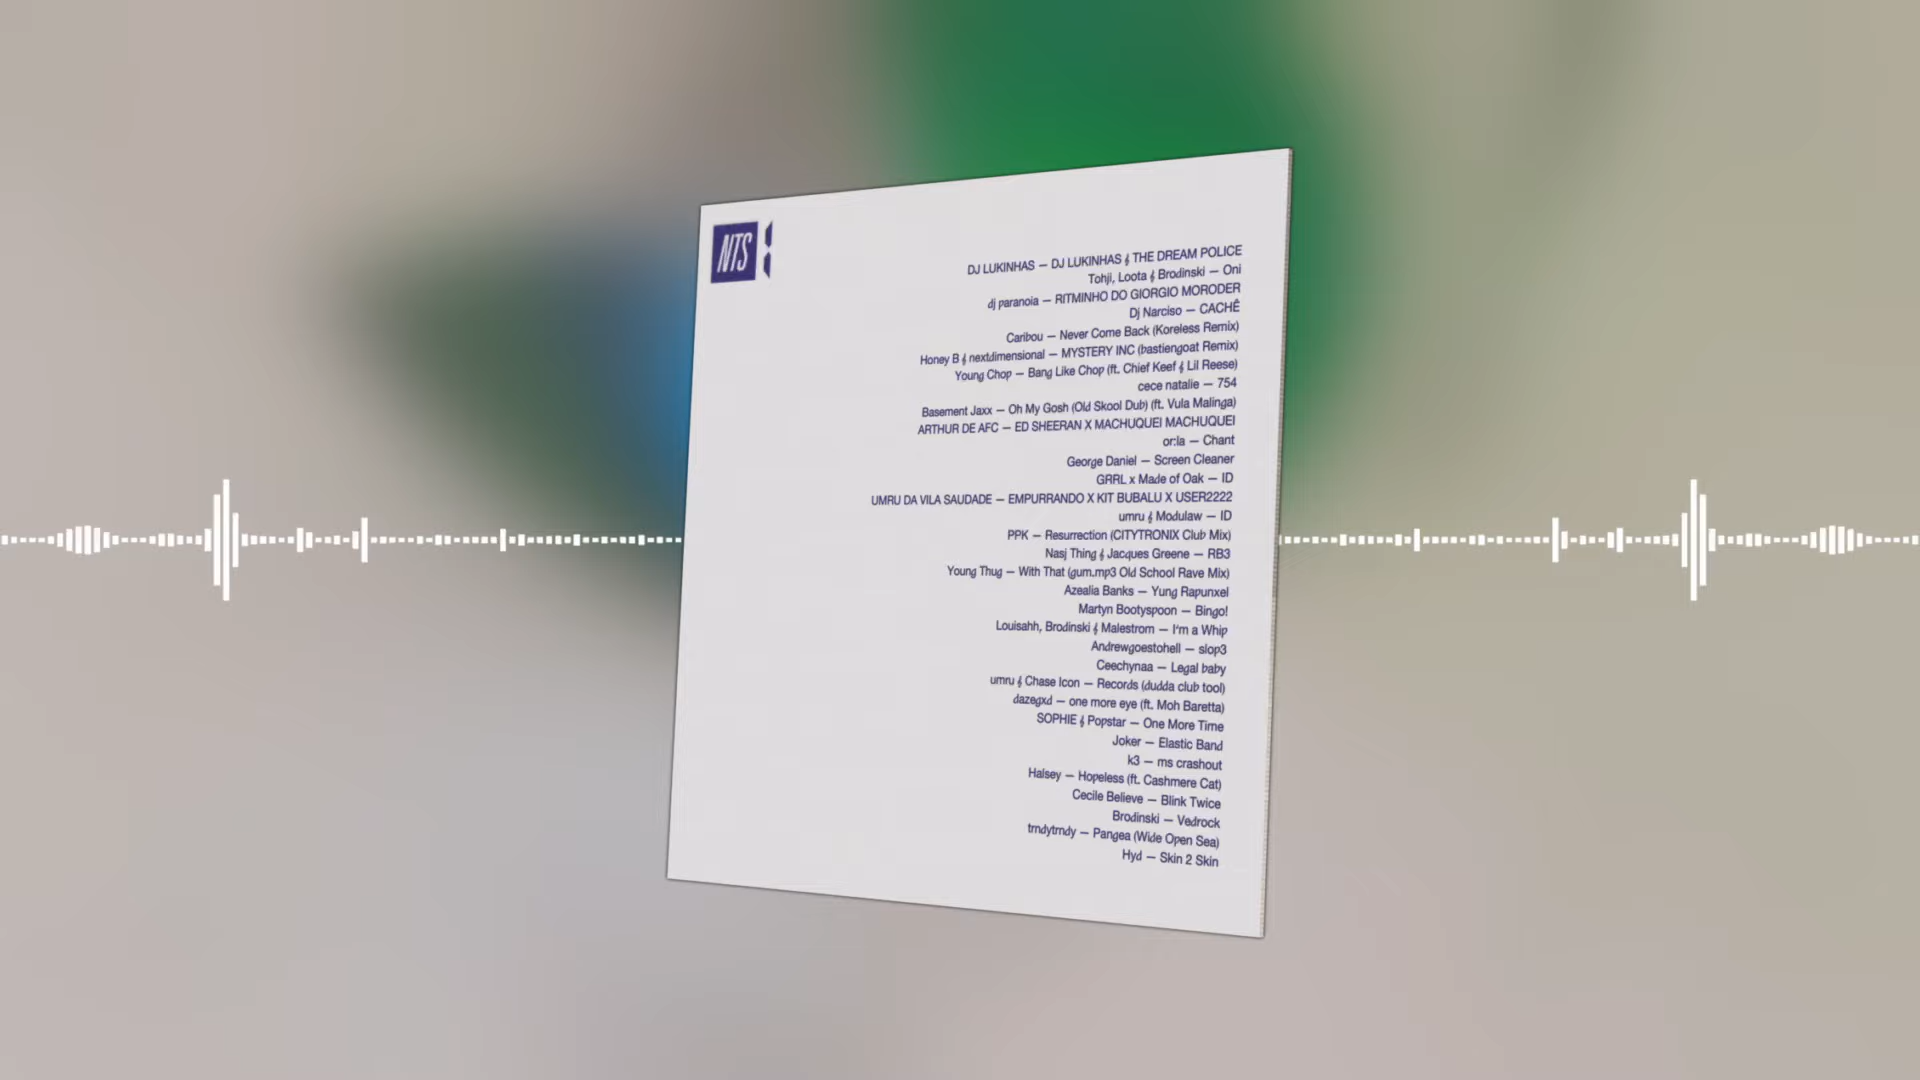 NTS
DJ LUKINHAS — DJ LUKINHAS & THE DREAM POLICE
Tohji, Loota & Brodinski — Oni
dj paranoia — RITMINHO DO GIORGIO MORODER
Dj Narciso — CACHÊ
Caribou — Never Come Back (Koreless Remix)
Honey B & nextdimensional — MYSTERY INC (bastiengoat Remix)
Young Chop — Bang Like Chop (ft. Chief Keef & Lil Reese)
cece natalie — 754
Basement Jaxx — Oh My Gosh (Old Skool Dub) (ft. Vula Malinga)
ARTHUR DE AFC — ED SHEERAN X MACHUQUEI MACHUQUEI
or:la — Chant
George Daniel — Screen Cleaner
GRRL x Made of Oak — ID
UMRU DA VILA SAUDADE — EMPURRANDO X KIT BUBALU X USER2222
umru & Modulaw — ID
PPK — Resurrection (CITYTRONIX Club Mix)
Nasj Thing & Jacques Greene — RB3
Young Thug — With That (gum.mp3 Old School Rave Mix)
Azealia Banks — Yung Rapunxel
Martyn Bootyspoon — Bingo!
Louisahh, Brodinski & Malestrom — I'm a Whip
Andrewgoestohell — slop3
Ceechynaa — Legal baby
umru & Chase Icon — Records (dudda club tool)
dazegxd — one more eye (ft. Moh Baretta)
SOPHIE & Popstar — One More Time
Joker — Elastic Band
k3 — ms crashout
Halsey — Hopeless (ft. Cashmere Cat)
Cecile Believe — Blink Twice
Brodinski — Vedrock
trndytrndy — Pangea (Wide Open Sea)
Hyd — Skin 2 Skin